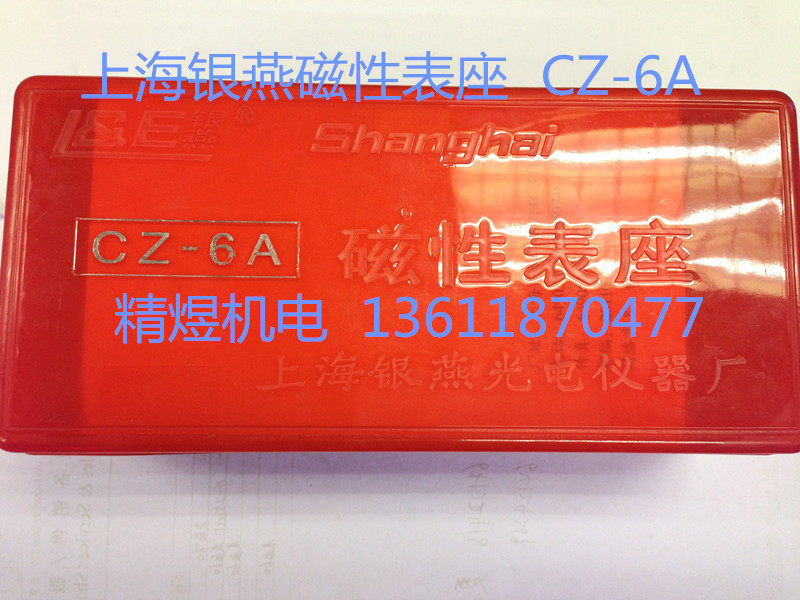 上海银燕磁性表座 CZ-6A
L&E 银燕 ®
Shanghai
CZ-6A 磁性表座
精煜机电 13611870477
上海银燕光电仪器厂